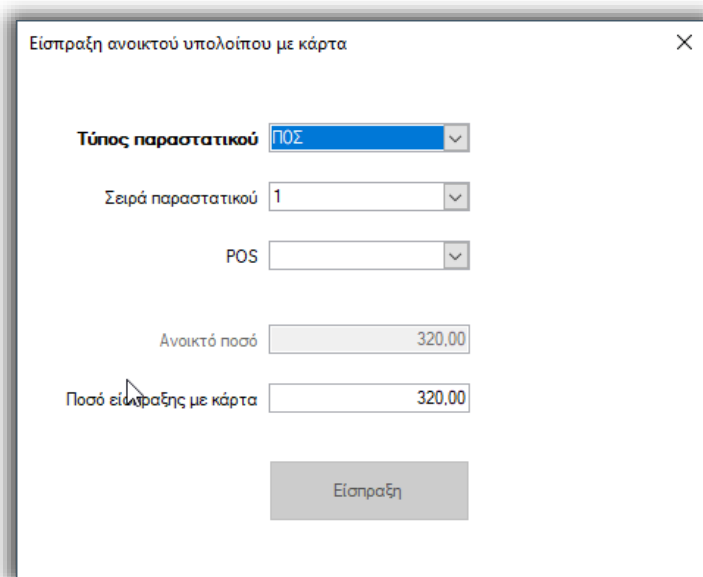 Είσπραξη ανοικτού υπολοίπου με κάρτα
Τύπος παραστατικού ΠΟΣ
Σειρά παραστατικού 1
POS
Ανοικτό ποσό 320,00
Ποσό είσπραξης με κάρτα 320,00
Είσπραξη